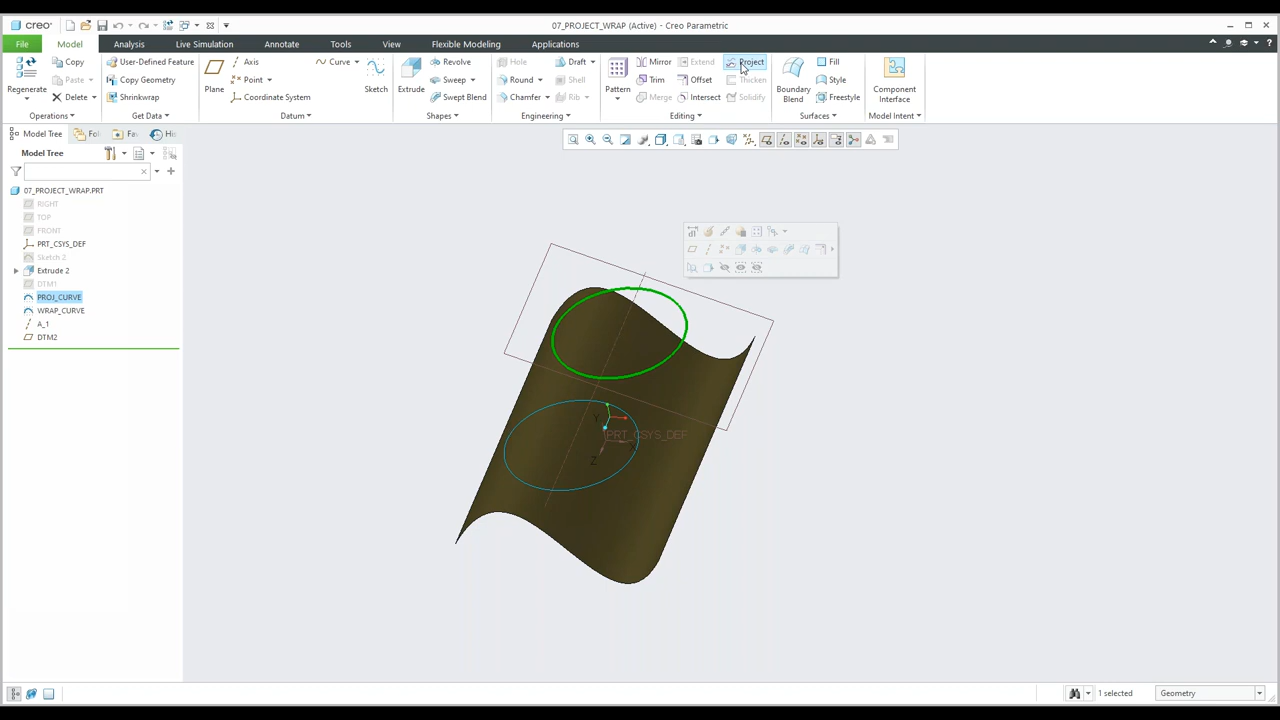 creo
07_PROJECT_WRAP (Active) - Creo Parametric
File Model Analysis Live Simulation Annotate Tools View Flexible Modeling Applications
Regenerate
Copy
Paste
Delete
Operations
User-Defined Feature
Copy Geometry
Shrinkwrap
Get Data
Plane
Axis
Point
Coordinate System
Curve
Sketch
Datum
Extrude
Revolve
Sweep
Swept Blend
Shapes
Hole
Round
Chamfer
Draft
Shell
Rib
Engineering
Pattern
Mirror
Trim
Merge
Extend
Offset
Intersect
Project
Thicken
Solidify
Editing
Boundary
Blend
Fill
Style
Freestyle
Surfaces
Component
Interface
Model Intent
Model Tree Fol Fa His
Model Tree
07_PROJECT_WRAP.PRT
RIGHT
TOP
FRONT
PRT_CSYS_DEF
Sketch 2
Extrude 2
DTM1
PROJ_CURVE
WRAP_CURVE
A_1
DTM2
Y
PRT_CSYS_DEF
Z
1 selected
Geometry